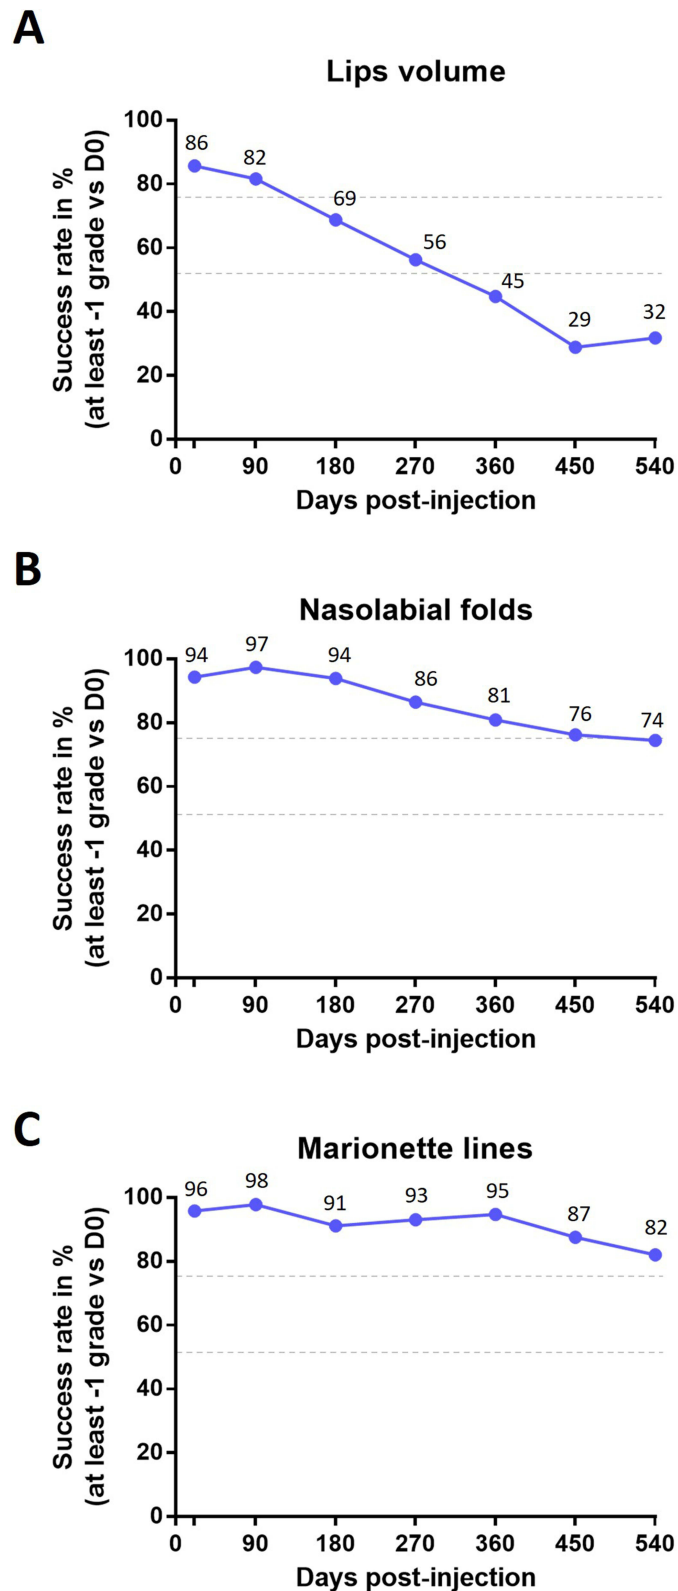 A
Lips volume
Success rate in %
(at least -1 grade vs D0)
100
80
60
40
20
0
86
82
69
56
45
29
32
0 90 180 270 360 450 540
Days post-injection
B
Nasolabial folds
Success rate in %
(at least -1 grade vs D0)
100
80
60
40
20
0
94
97
94
86
81
76
74
0 90 180 270 360 450 540
Days post-injection
C
Marionette lines
Success rate in %
(at least -1 grade vs D0)
100
80
60
40
20
0
96
98
91
93
95
87
82
0 90 180 270 360 450 540
Days post-injection